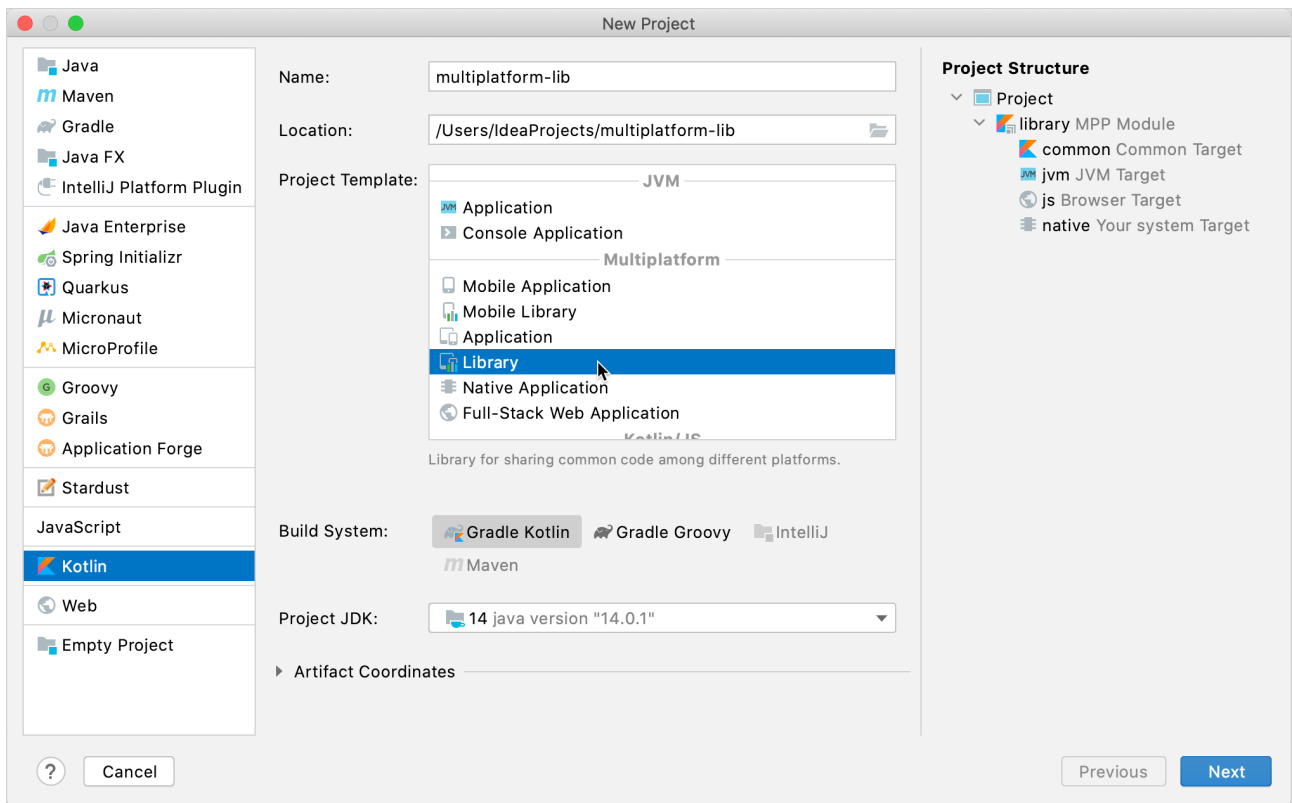 New Project
Java
Maven
Gradle
Java FX
IntelliJ Platform Plugin
Java Enterprise
Spring Initializr
Quarkus
Micronaut
MicroProfile
Groovy
Grails
Application Forge
Stardust
JavaScript
Kotlin
Web
Empty Project
Name: multiplatform-lib
Location: /Users/IdeaProjects/multiplatform-lib
Project Template:
JVM
Application
Console Application
Multiplatform
Mobile Application
Mobile Library
Application
Library
Native Application
Full-Stack Web Application
Kotlin/JS
Library for sharing common code among different platforms.
Build System: Gradle Kotlin Gradle Groovy IntelliJ
Maven
Project JDK: 14 java version "14.0.1"
Artifact Coordinates
Project Structure
Project
library MPP Module
common Common Target
jvm JVM Target
js Browser Target
native Your system Target
? Cancel Previous Next